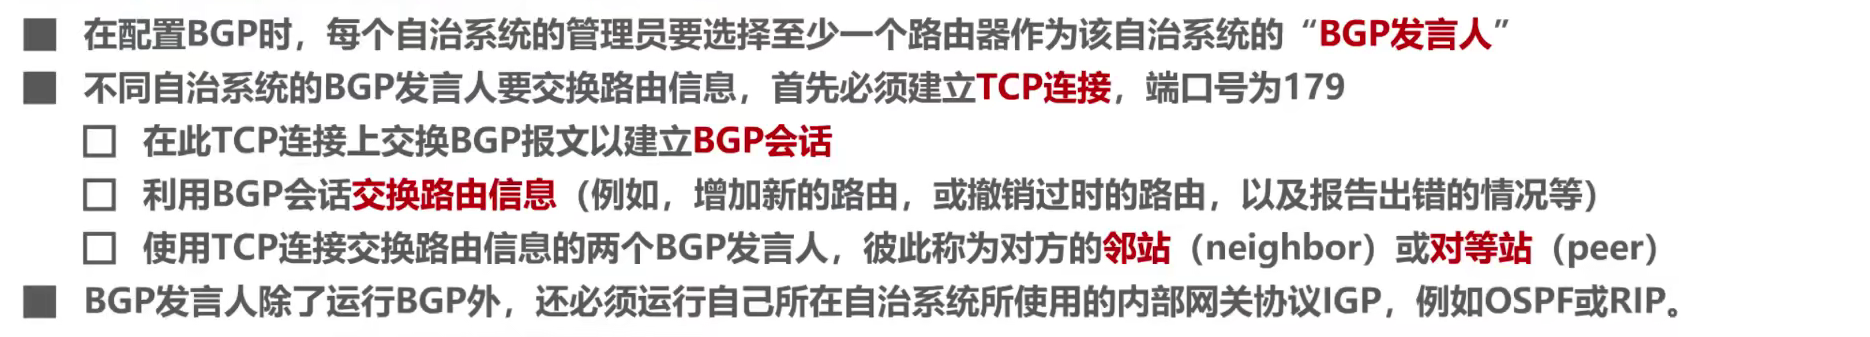 在配置BGP时，每个自治系统的管理员要选择至少一个路由器作为该自治系统的“BGP发言人”
不同自治系统的BGP发言人要交换路由信息，首先必须建立TCP连接，端口号为179
在此TCP连接上交换BGP报文以建立BGP会话
利用BGP会话交换路由信息（例如，增加新的路由，或撤销过时的路由，以及报告出错的情况等）
使用TCP连接交换路由信息的两个BGP发言人，彼此称为对方的邻站（neighbor）或对等站（peer）
BGP发言人除了运行BGP外，还必须运行自己所在自治系统所使用的内部网关协议IGP，例如OSPF或RIP。